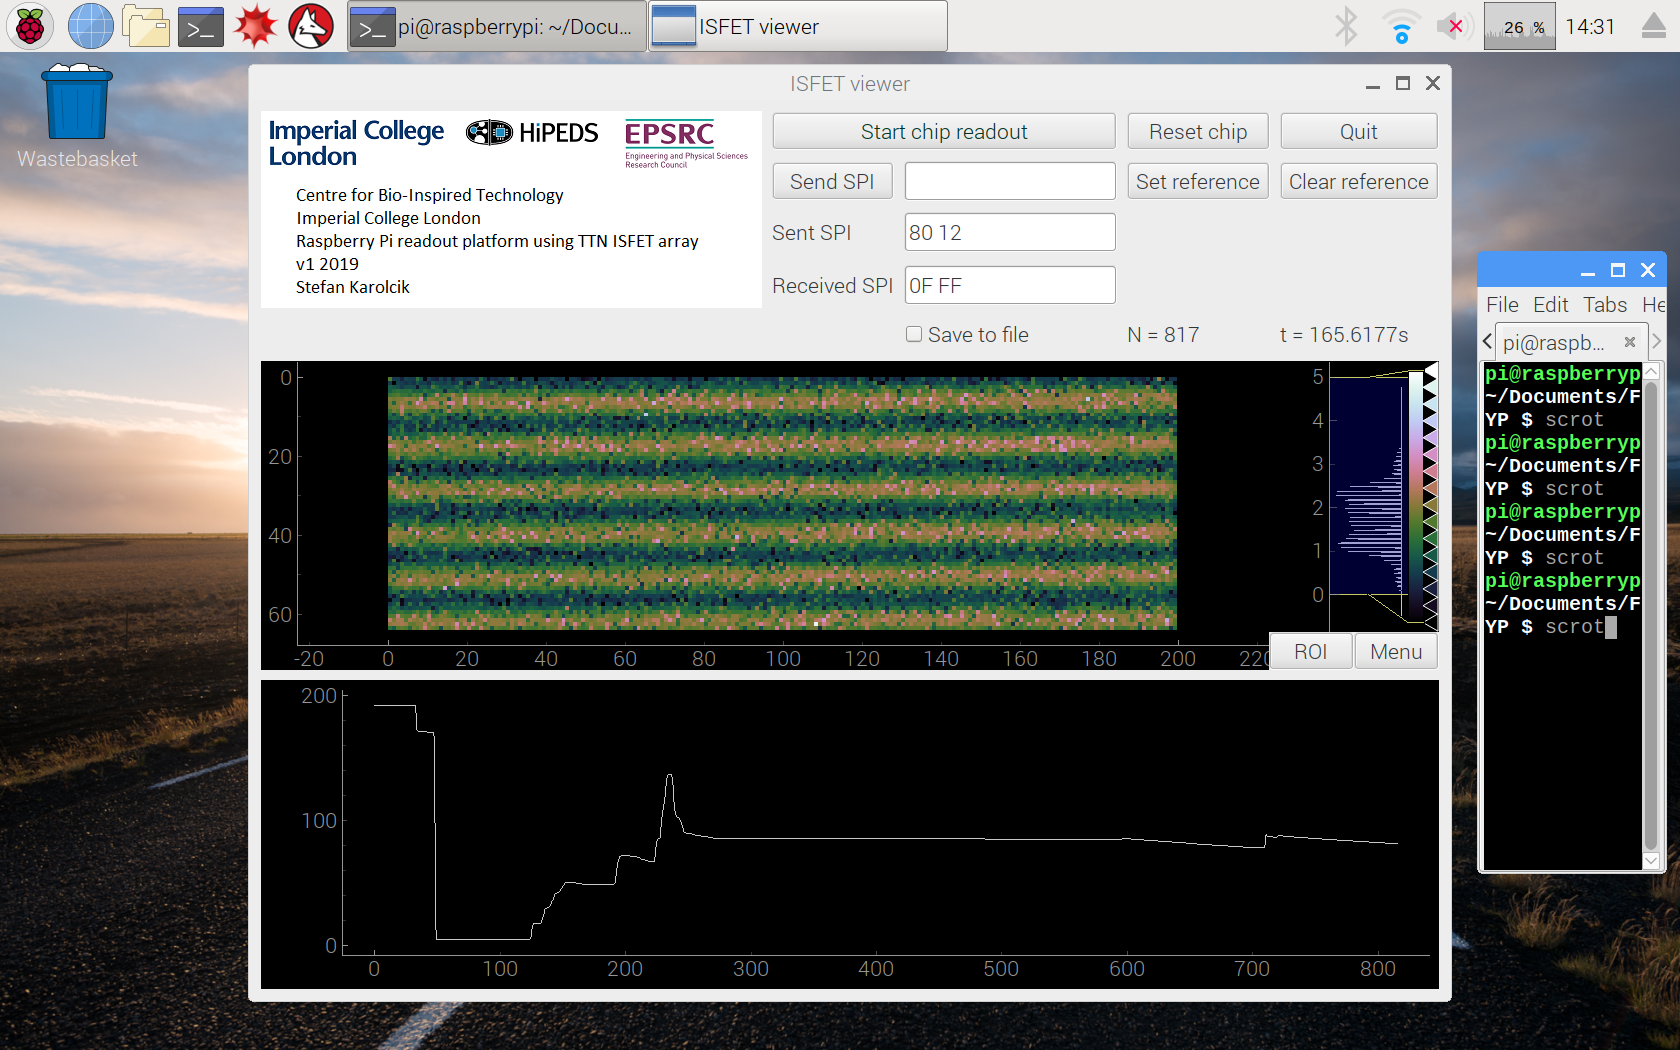 pi@raspberrypi: ~/Docu...
ISFET viewer
26 %
14:31
Wastebasket
ISFET viewer
Imperial College
London
HiPEDS
EPSRC
Engineering and Physical Sciences
Research Council
Centre for Bio-Inspired Technology
Imperial College London
Raspberry Pi readout platform using TTN ISFET array
v1 2019
Stefan Karolcik
Start chip readout
Reset chip
Quit
Send SPI
Set reference
Clear reference
Sent SPI
80 12
Received SPI
0F FF
Save to file
N = 817
t = 165.6177s
0
20
40
60
-20 0 20 40 60 80 100 120 140 160 180 200 220
5
4
3
2
1
0
ROI
Menu
200
100
0
0 100 200 300 400 500 600 700 800
File Edit Tabs He
pi@raspb...
pi@raspberryp
~/Documents/F
YP $ scrot
pi@raspberryp
~/Documents/F
YP $ scrot
pi@raspberryp
~/Documents/F
YP $ scrot
pi@raspberryp
~/Documents/F
YP $ scrot